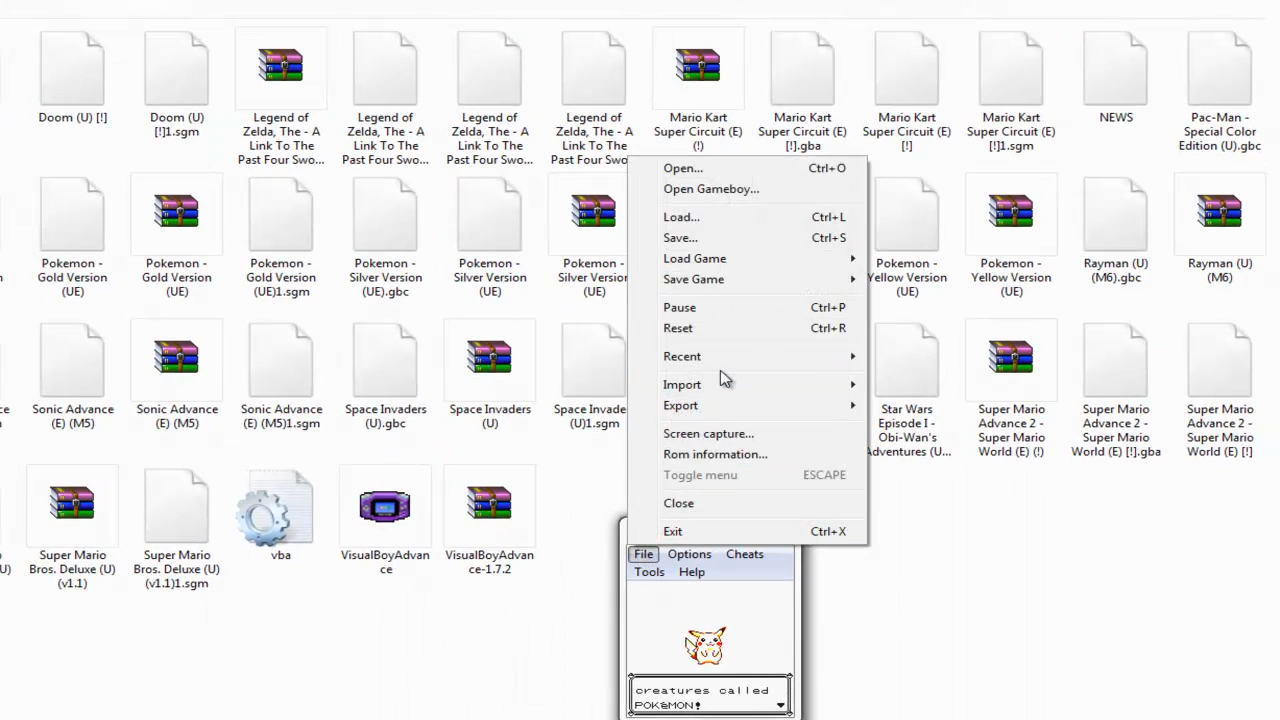 Doom (U) [!]
Doom (U)
[!]1.sgm
Legend of
Zelda, The - A
Link To The
Past Four Swo...
Legend of
Zelda, The - A
Link To The
Past Four Swo...
Legend of
Zelda, The - A
Link To The
Past Four Swo...
Legend of
Zelda, The - A
Link To The
Past Four Swo...
Mario Kart
Super Circuit (E)
(!)
Mario Kart
Super Circuit (E)
[!].gba
Mario Kart
Super Circuit (E)
[!]
Mario Kart
Super Circuit (E)
[!]1.sgm
NEWS
Pac-Man -
Special Color
Edition (U).gbc
Pokemon -
Gold Version
(UE)
Pokemon -
Gold Version
(UE)
Pokemon -
Gold Version
(UE)1.sgm
Pokemon -
Silver Version
(UE).gbc
Pokemon -
Silver Version
(UE)
Pokemon -
Silver Version
(UE)
Pokemon -
Yellow Version
(UE)
Pokemon -
Yellow Version
(UE)
Rayman (U)
(M6).gbc
Rayman (U)
(M6)
Sonic Advance
(E) (M5)
Sonic Advance
(E) (M5)
Sonic Advance
(E) (M5)1.sgm
Space Invaders
(U).gbc
Space Invaders
(U)
Space Invade
(U)1.sgm
Star Wars
Episode I -
Obi-Wan's
Adventures (U...
Super Mario
Advance 2 -
Super Mario
World (E) (!)
Super Mario
Advance 2 -
Super Mario
World (E) [!].gba
Super Mario
Advance 2 -
Super Mario
World (E) [!]
Super Mario
Bros. Deluxe (U)
(v1.1)
Super Mario
Bros. Deluxe (U)
(v1.1)1.sgm
vba
VisualBoyAdvan
ce
VisualBoyAdvan
ce-1.7.2
Open... Ctrl+O
Open Gameboy...
Load... Ctrl+L
Save... Ctrl+S
Load Game
Save Game
Pause Ctrl+P
Reset Ctrl+R
Recent
Import
Export
Screen capture...
Rom information...
Toggle menu ESCAPE
Close
Exit Ctrl+X
File Options Cheats
Tools Help
creatures called
POKéMON!